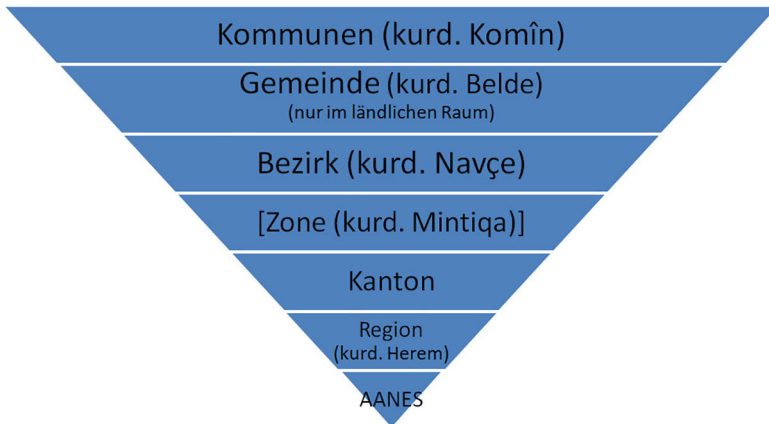 Kommunen (kurd. Komîn)
Gemeinde (kurd. Belde)
(nur im ländlichen Raum)
Bezirk (kurd. Navçe)
[Zone (kurd. Mintiqa)]
Kanton
Region
(kurd. Herem)
AANES